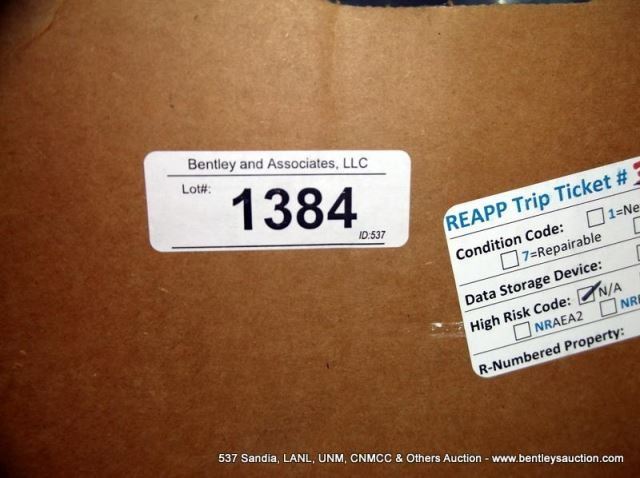 Bentley and Associates, LLC
Lot#:
1384
ID:537
REAPP Trip Ticket #
Condition Code:
1=Ne
7=Repairable
Data Storage Device:
High Risk Code:
N/A
NRAEA2
R-Numbered Property:
537 Sandia, LANL, UNM, CNMCC & Others Auction - www.bentleysauction.com